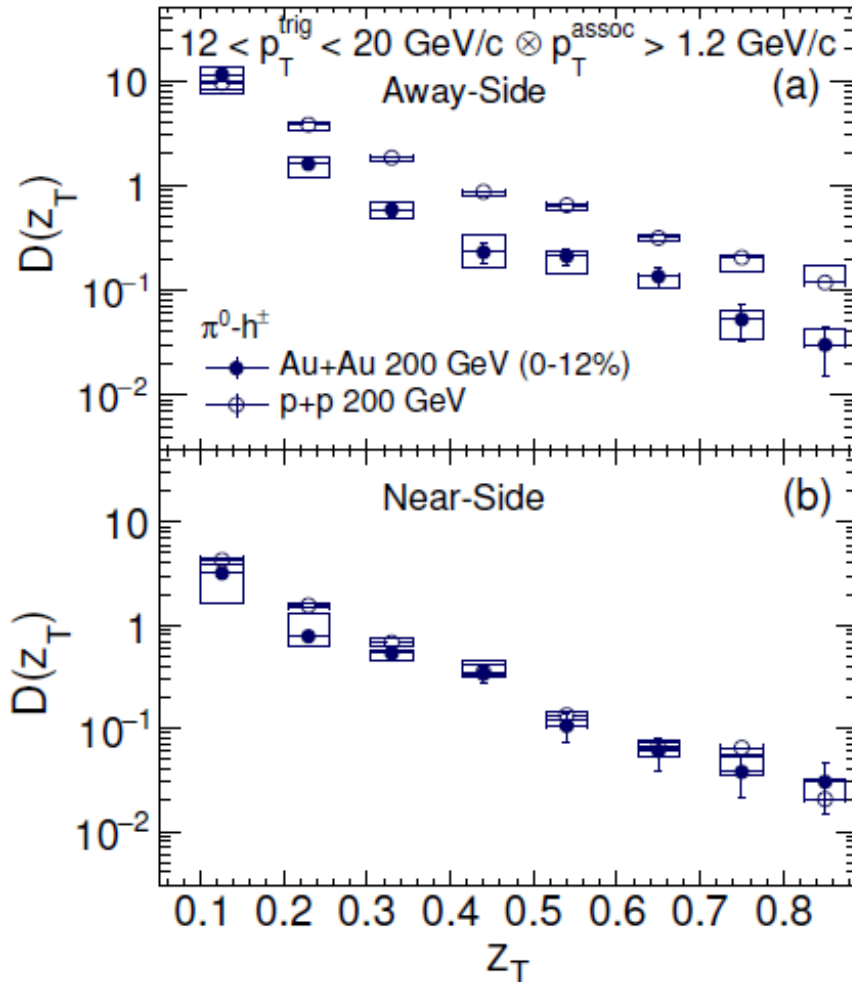 12 < p_T^trig < 20 GeV/c ⊗ p_T^assoc > 1.2 GeV/c
Away-Side (a)
10
1
10⁻¹
10⁻²
D(z_T)
π⁰-h±
Au+Au 200 GeV (0-12%)
p+p 200 GeV
Near-Side (b)
10
1
10⁻¹
10⁻²
D(z_T)
0.1 0.2 0.3 0.4 0.5 0.6 0.7 0.8
z_T